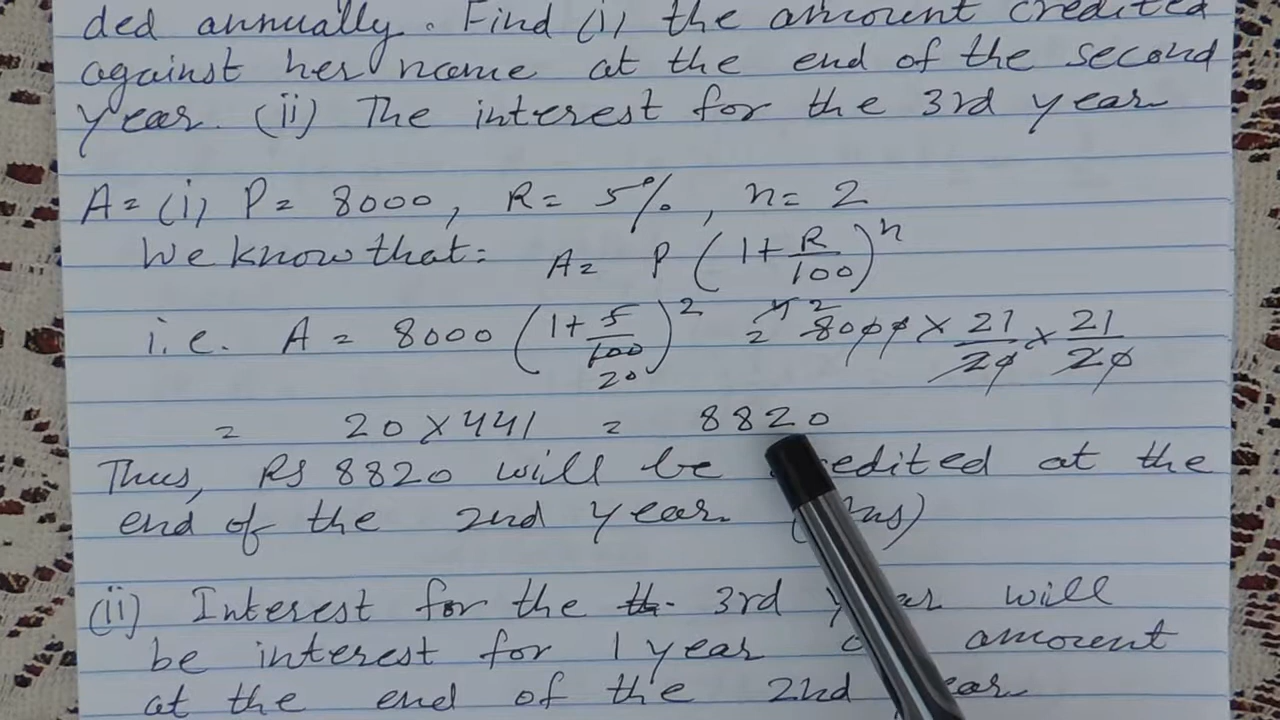 ded annually. Find (i) the amount credited
against her name at the end of the second
year. (ii) The interest for the 3rd year
A = (i) P = 8000, R = 5%, n = 2
We know that: A = P (1 + R/100)^n
i.e. A = 8000 (1 + 5/100)^2 = 8000 × 21/20 × 21/20
20
= 20 × 441 = 8820
Thus, Rs 8820 will be credited at the
end of the 2nd year (Ans)
(ii) Interest for the th. 3rd year will
be interest for 1 year amount
at the end of the 2nd year